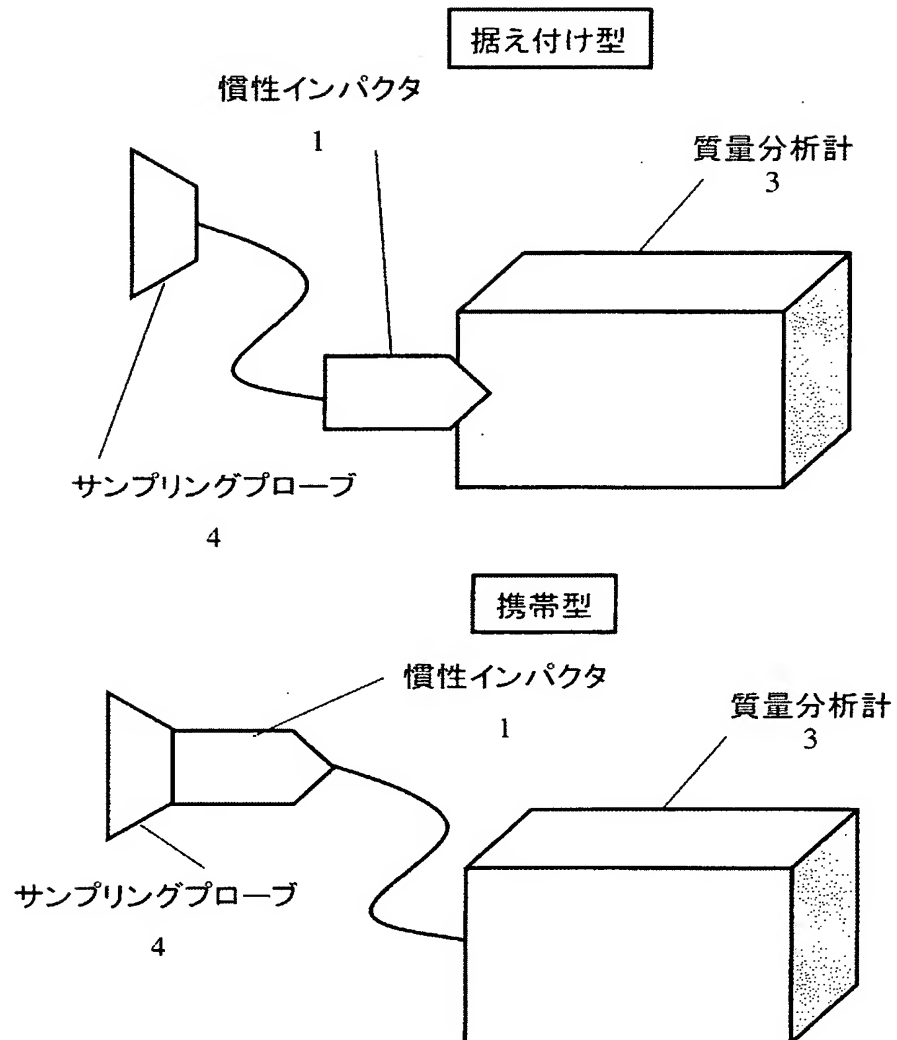 据え付け型
慣性インパクタ
1
質量分析計
3
サンプリングプローブ
4
携帯型
慣性インパクタ
1
質量分析計
3
サンプリングプローブ
4